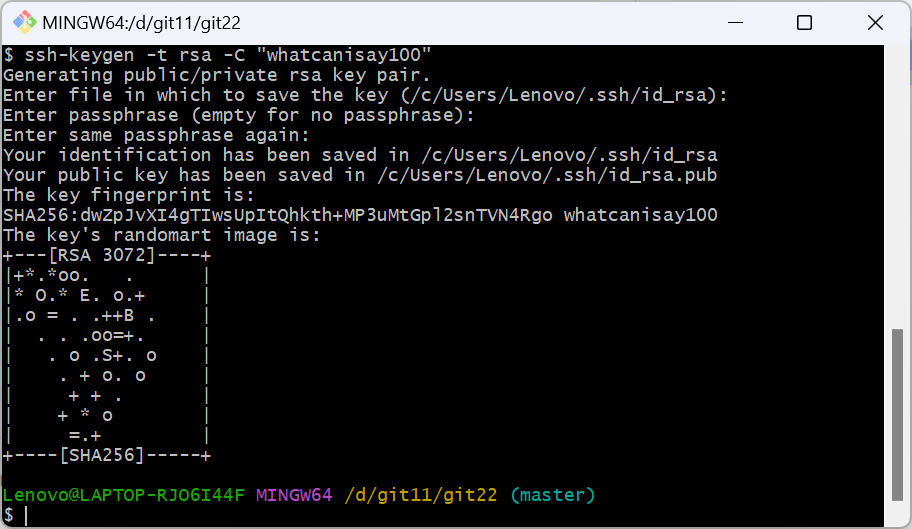 MINGW64:/d/git11/git22
$ ssh-keygen -t rsa -C "whatcanisay100"
Generating public/private rsa key pair.
Enter file in which to save the key (/c/Users/Lenovo/.ssh/id_rsa):
Enter passphrase (empty for no passphrase):
Enter same passphrase again:
Your identification has been saved in /c/Users/Lenovo/.ssh/id_rsa
Your public key has been saved in /c/Users/Lenovo/.ssh/id_rsa.pub
The key fingerprint is:
SHA256:dwZpJvXI4gTIwsUpItQhkth+MP3uMtGpl2snTVN4Rgo whatcanisay100
The key's randomart image is:
+---[RSA 3072]----+
|+*.*oo.   .      |
|* O.* E. o.+     |
|.o = . .++B .    |
|  . . .oo=+.     |
|   . o .S+. o    |
|    . + o. o     |
|     + + .       |
|    + * o        |
|     =.+         |
+----[SHA256]-----+
Lenovo@LAPTOP-RJO6I44F MINGW64 /d/git11/git22 (master)
$